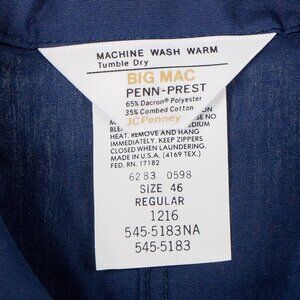 MACHINE WASH WARM
Tumble Dry
BIG MAC
PENN-PREST
65% Dacron® Polyester
35% Combed Cotton
JCPenney
HEAT. REMOVE AND HANG
IMMEDIATELY. KEEP ZIPPERS
CLOSED WHEN LAUNDERING.
MADE IN U.S.A. (4169 TEX.)
FED. RN. 17182
6283 0598
SIZE 46
REGULAR
1216
545-5183NA
545-5183